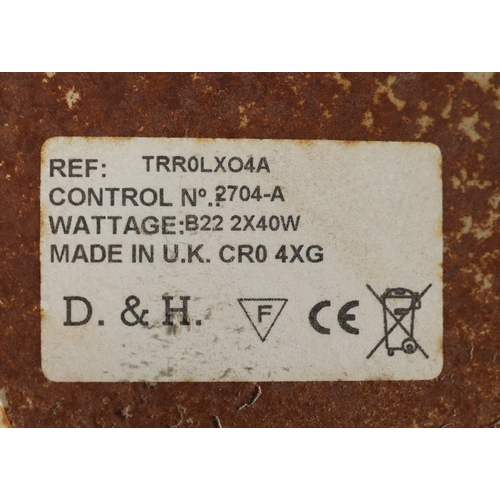 REF: TRR0LXO4A
CONTROL Nº.: 2704-A
WATTAGE: B22 2X40W
MADE IN U.K. CR0 4XG
D. & H. F CE